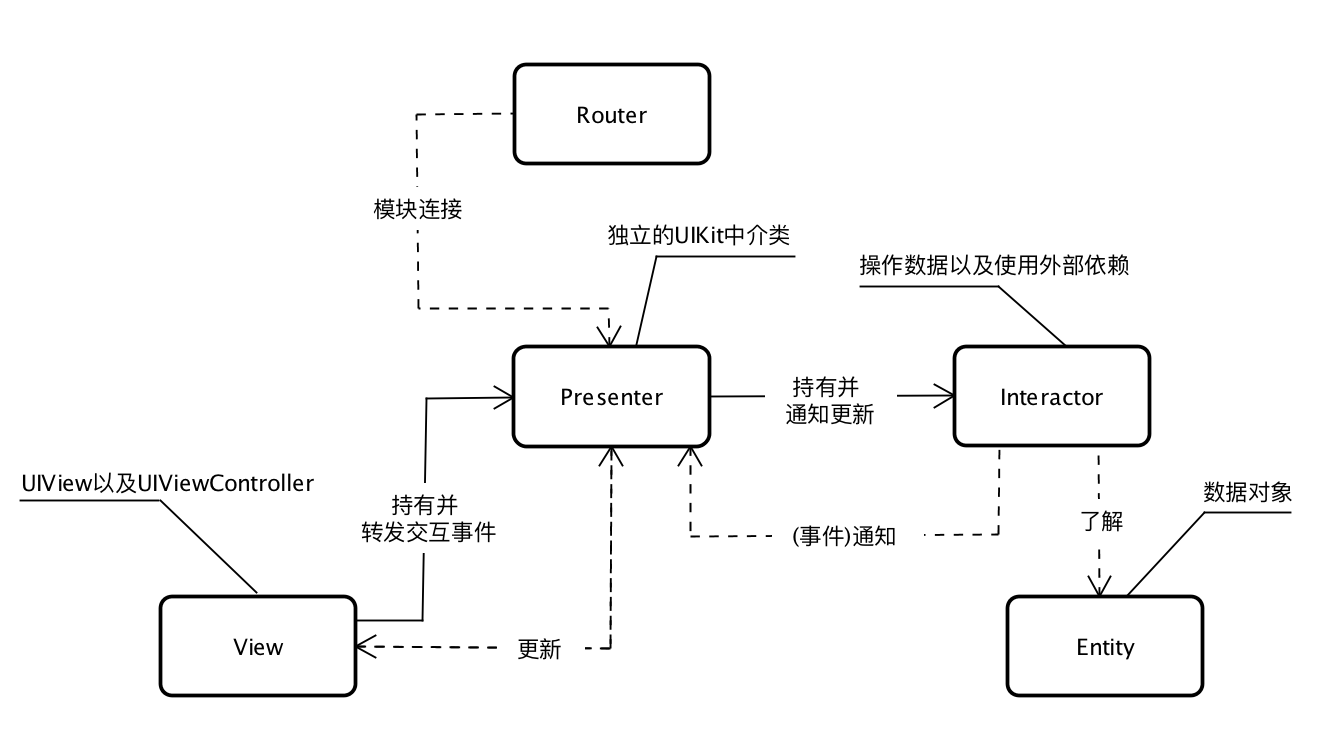 Router
模块连接
独立的UIKit中介类
操作数据以及使用外部依赖
Presenter
持有并
通知更新
Interactor
UIView以及UIViewController
持有并
转发交互事件
数据对象
(事件)通知
了解
View
更新
Entity